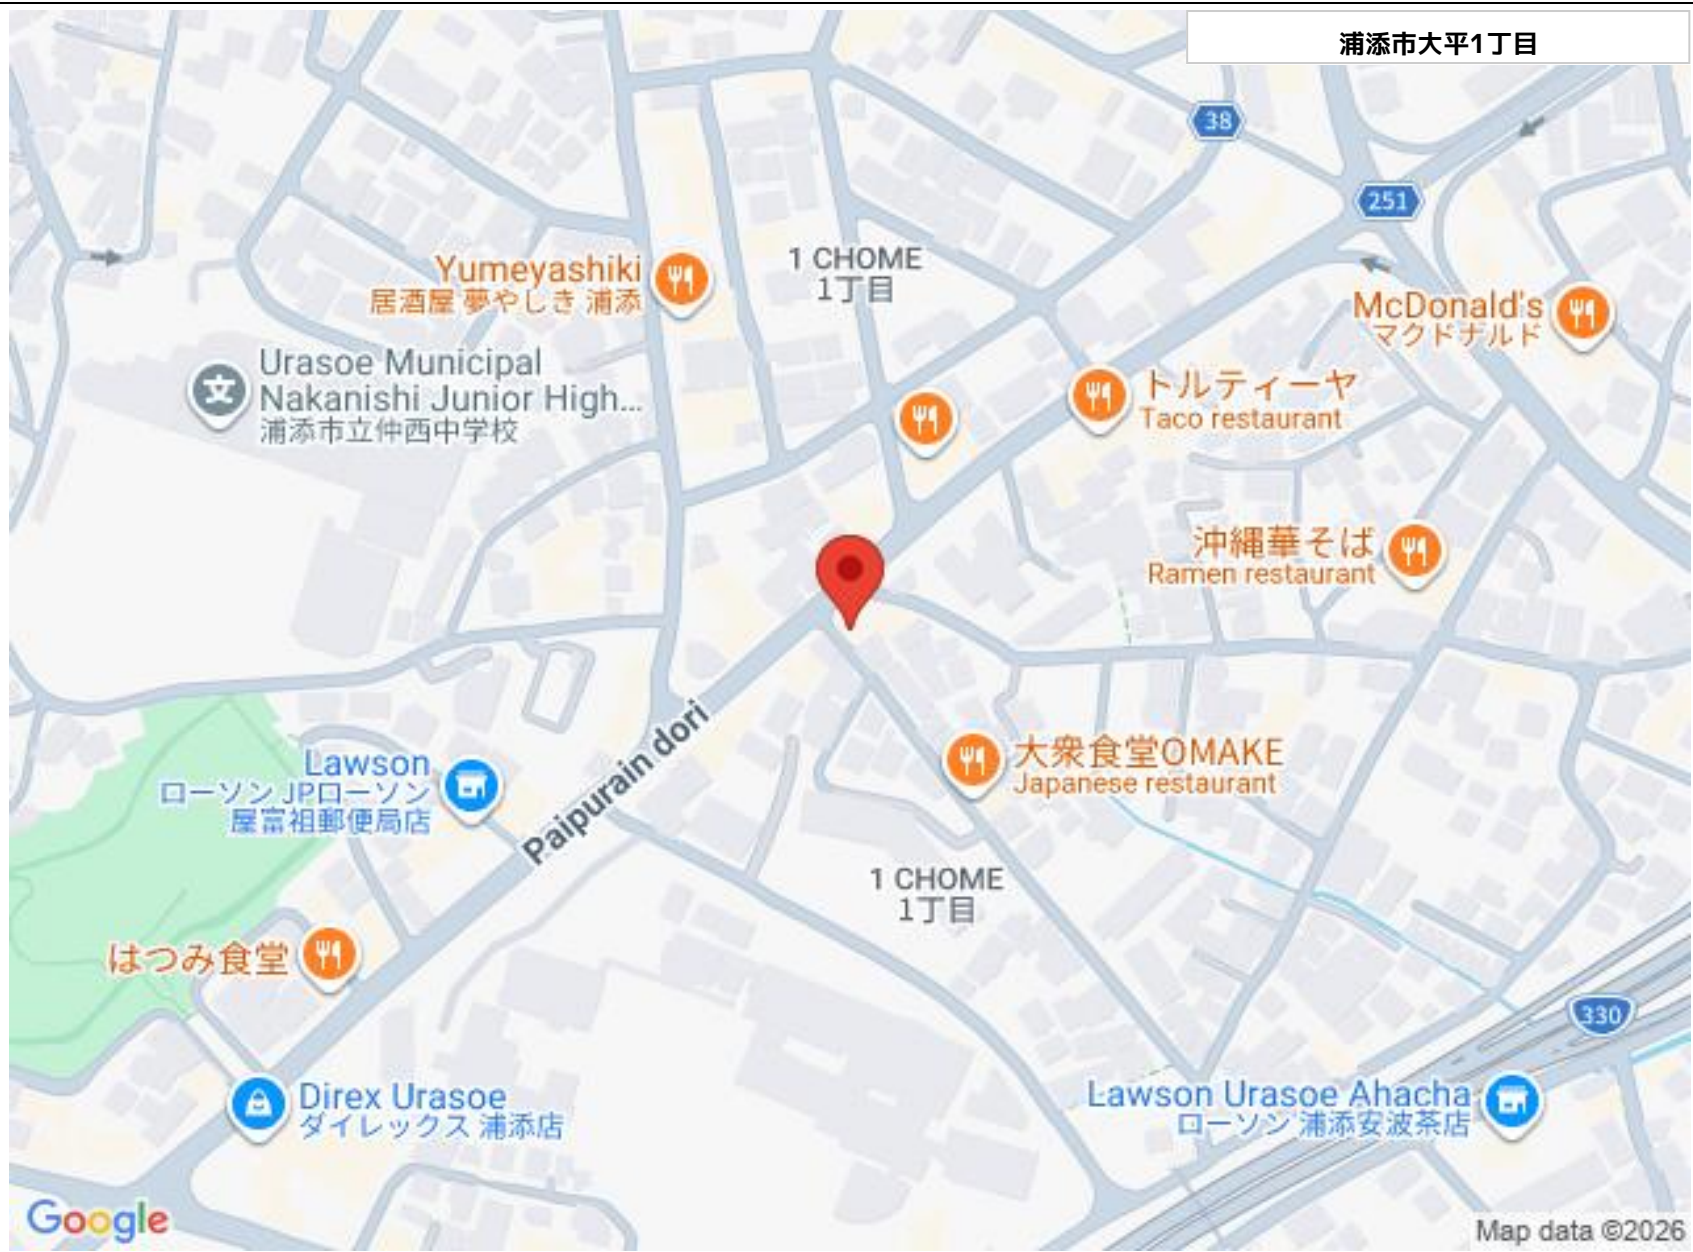 浦添市大平1丁目
38
251
1 CHOME
1丁目
Yumeyashiki
居酒屋 夢やしき 浦添
McDonald's
マクドナルド
Urasoe Municipal
Nakanishi Junior High...
浦添市立仲西中学校
トルティーヤ
Taco restaurant
沖縄華そば
Ramen restaurant
Paipurain dori
大衆食堂OMAKE
Japanese restaurant
Lawson
ローソン JPローソン
屋富祖郵便局店
1 CHOME
1丁目
はつみ食堂
330
Direx Urasoe
ダイレックス 浦添店
Lawson Urasoe Ahacha
ローソン 浦添安波茶店
Google
Map data ©2026